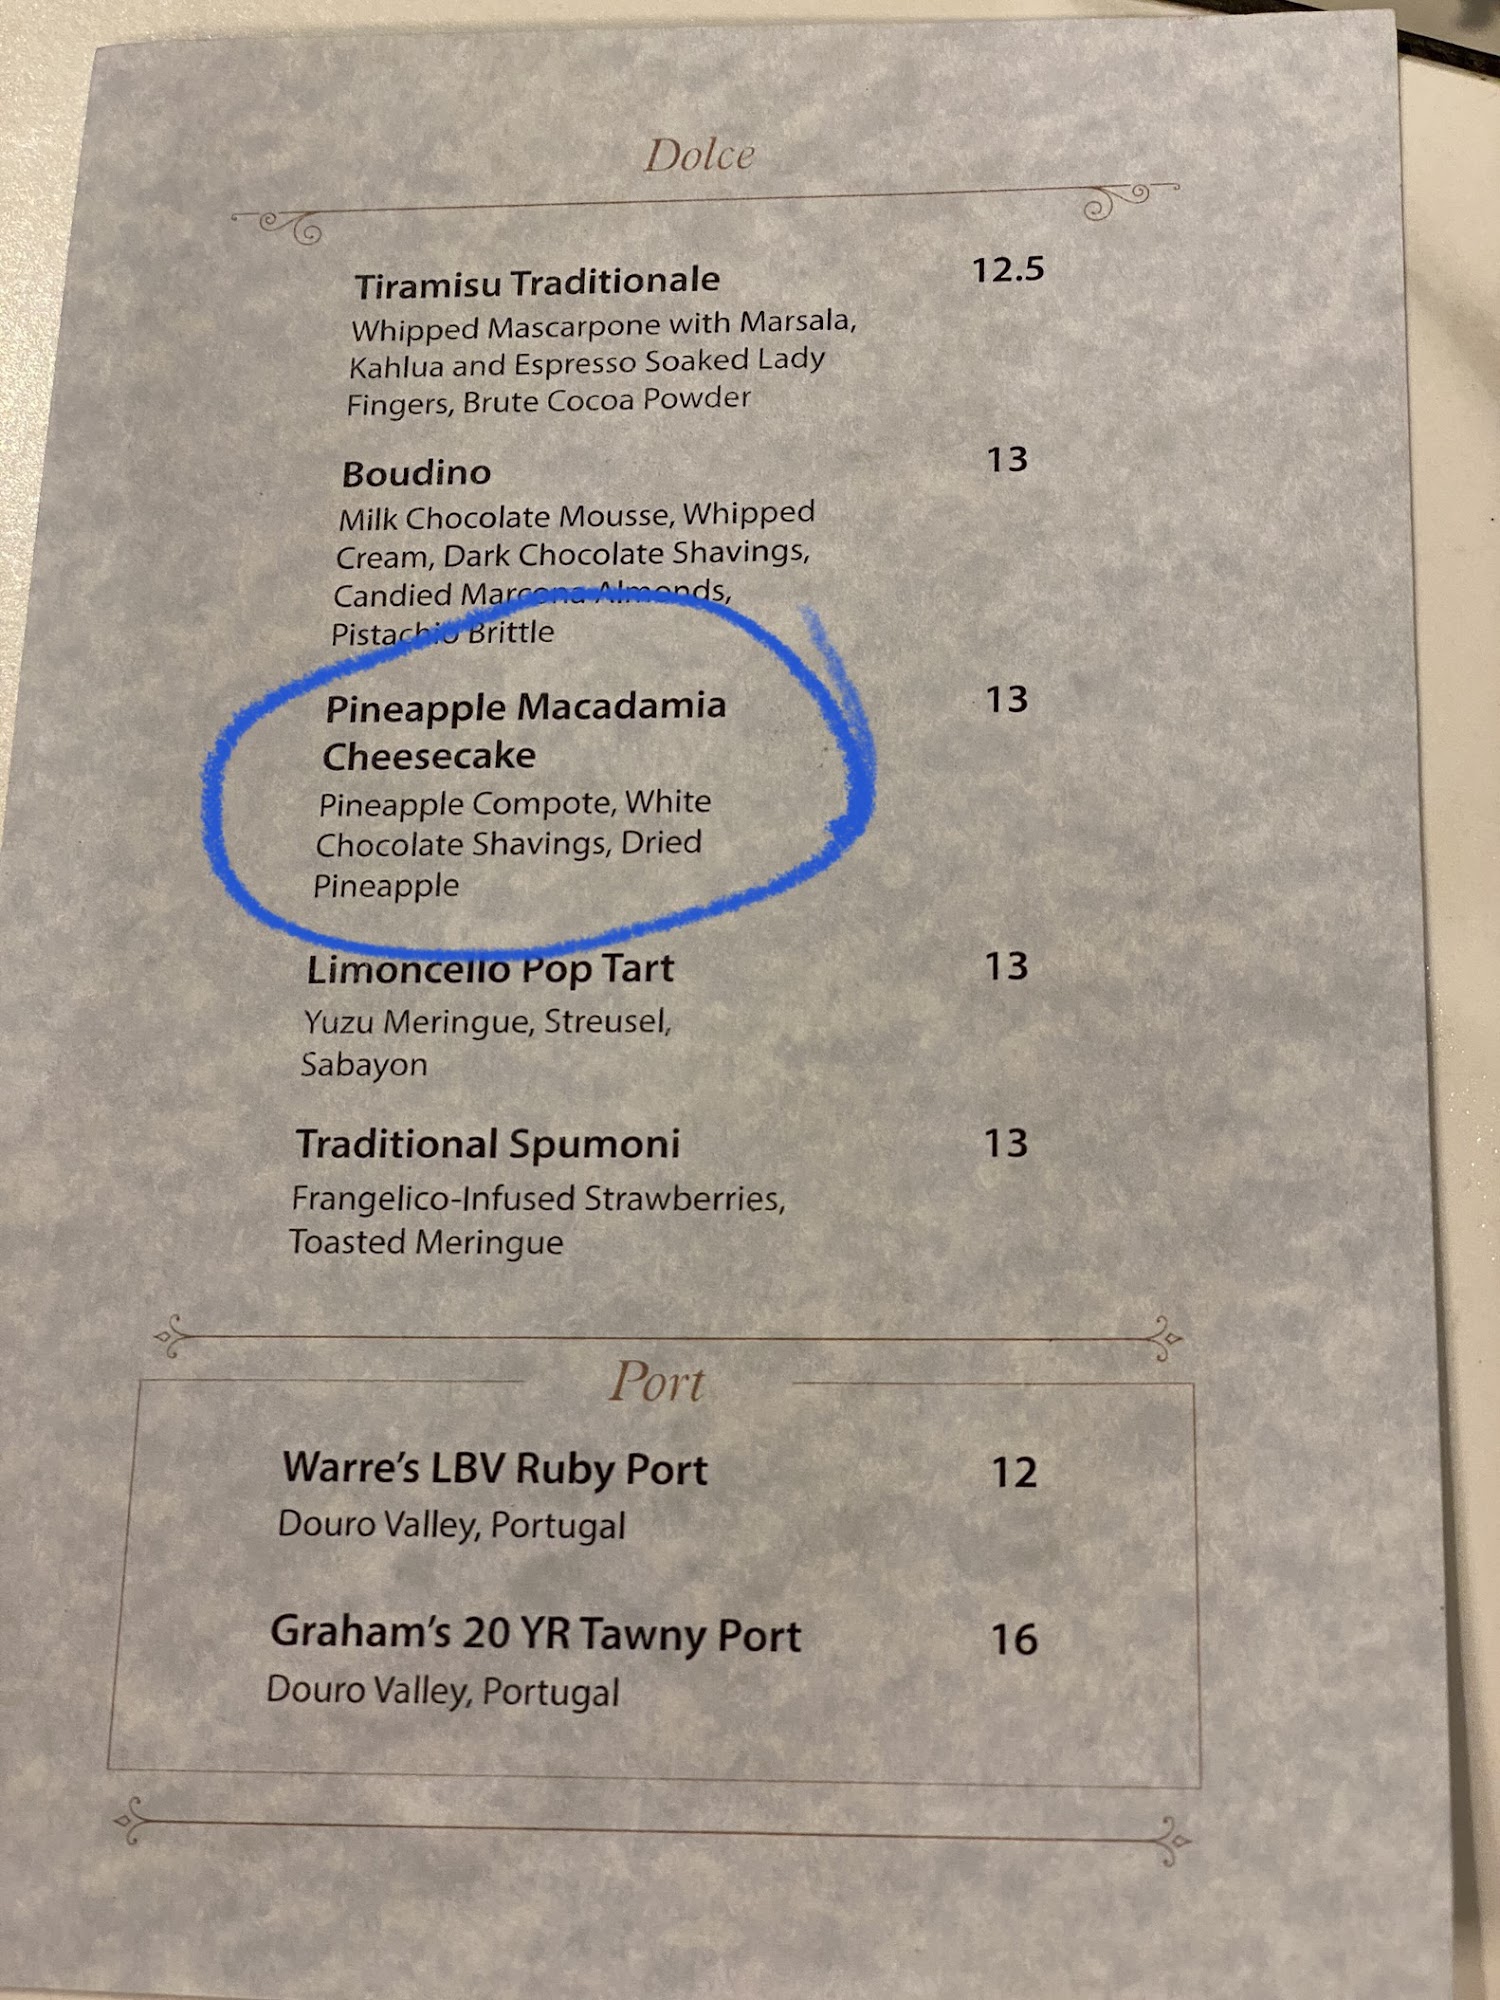 Dolce
Tiramisu Traditionale 12.5
Whipped Mascarpone with Marsala,
Kahlua and Espresso Soaked Lady
Fingers, Brute Cocoa Powder
Boudino 13
Milk Chocolate Mousse, Whipped
Cream, Dark Chocolate Shavings,
Candied Marcona Almonds,
Pistachio Brittle
Pineapple Macadamia 13
Cheesecake
Pineapple Compote, White
Chocolate Shavings, Dried
Pineapple
Limoncello Pop Tart 13
Yuzu Meringue, Streusel,
Sabayon
Traditional Spumoni 13
Frangelico-Infused Strawberries,
Toasted Meringue
Port
Warre's LBV Ruby Port 12
Douro Valley, Portugal
Graham's 20 YR Tawny Port 16
Douro Valley, Portugal